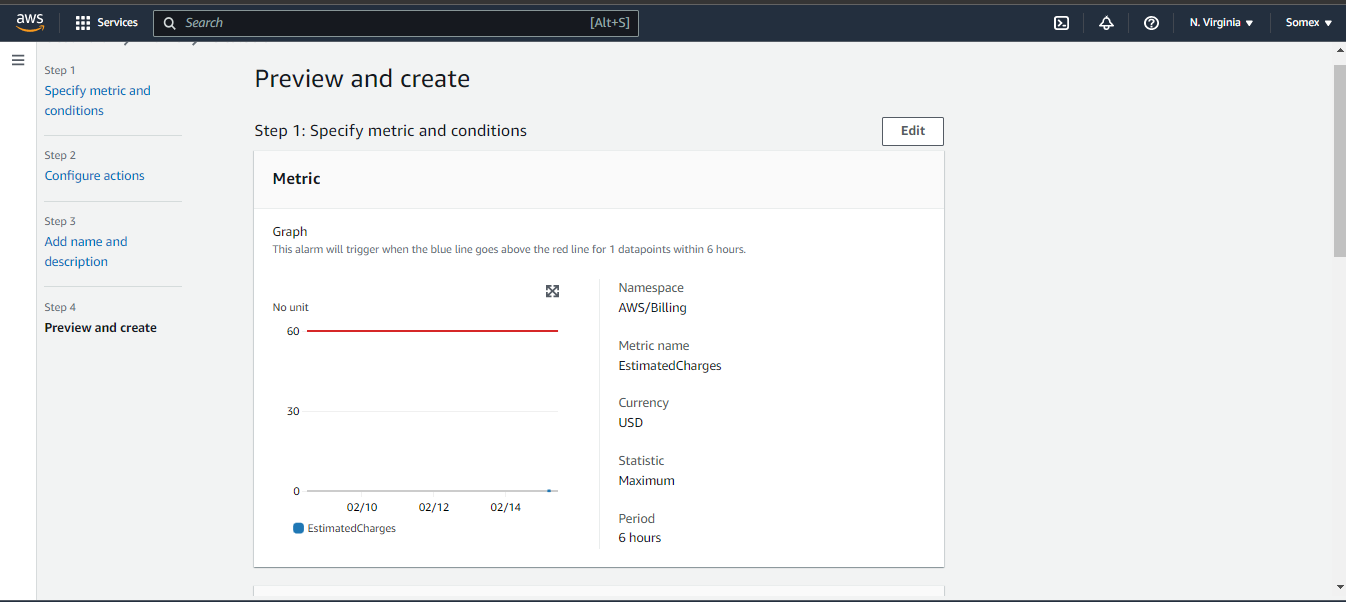 aws
Services
Search
[Alt+S]
N. Virginia
Somex
Step 1
Specify metric and
conditions
Step 2
Configure actions
Step 3
Add name and
description
Step 4
Preview and create
Preview and create
Step 1: Specify metric and conditions
Edit
Metric
Graph
This alarm will trigger when the blue line goes above the red line for 1 datapoints within 6 hours.
No unit
60
30
0
02/10
02/12
02/14
EstimatedCharges
Namespace
AWS/Billing
Metric name
EstimatedCharges
Currency
USD
Statistic
Maximum
Period
6 hours